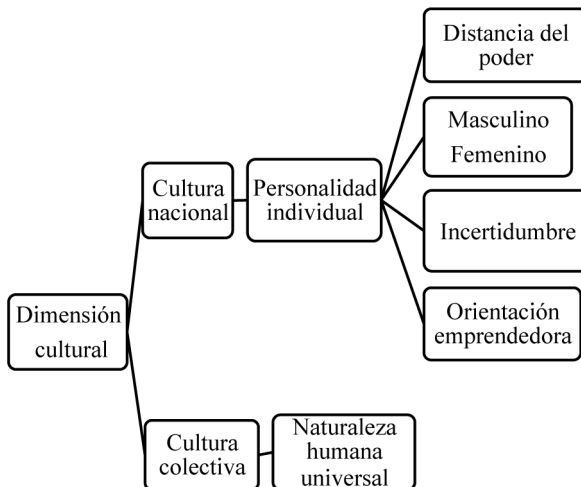 Distancia del
poder
Masculino
Femenino
Cultura
nacional
Personalidad
individual
Incertidumbre
Dimensión
cultural
Orientación
emprendedora
Cultura
colectiva
Naturaleza
humana
universal